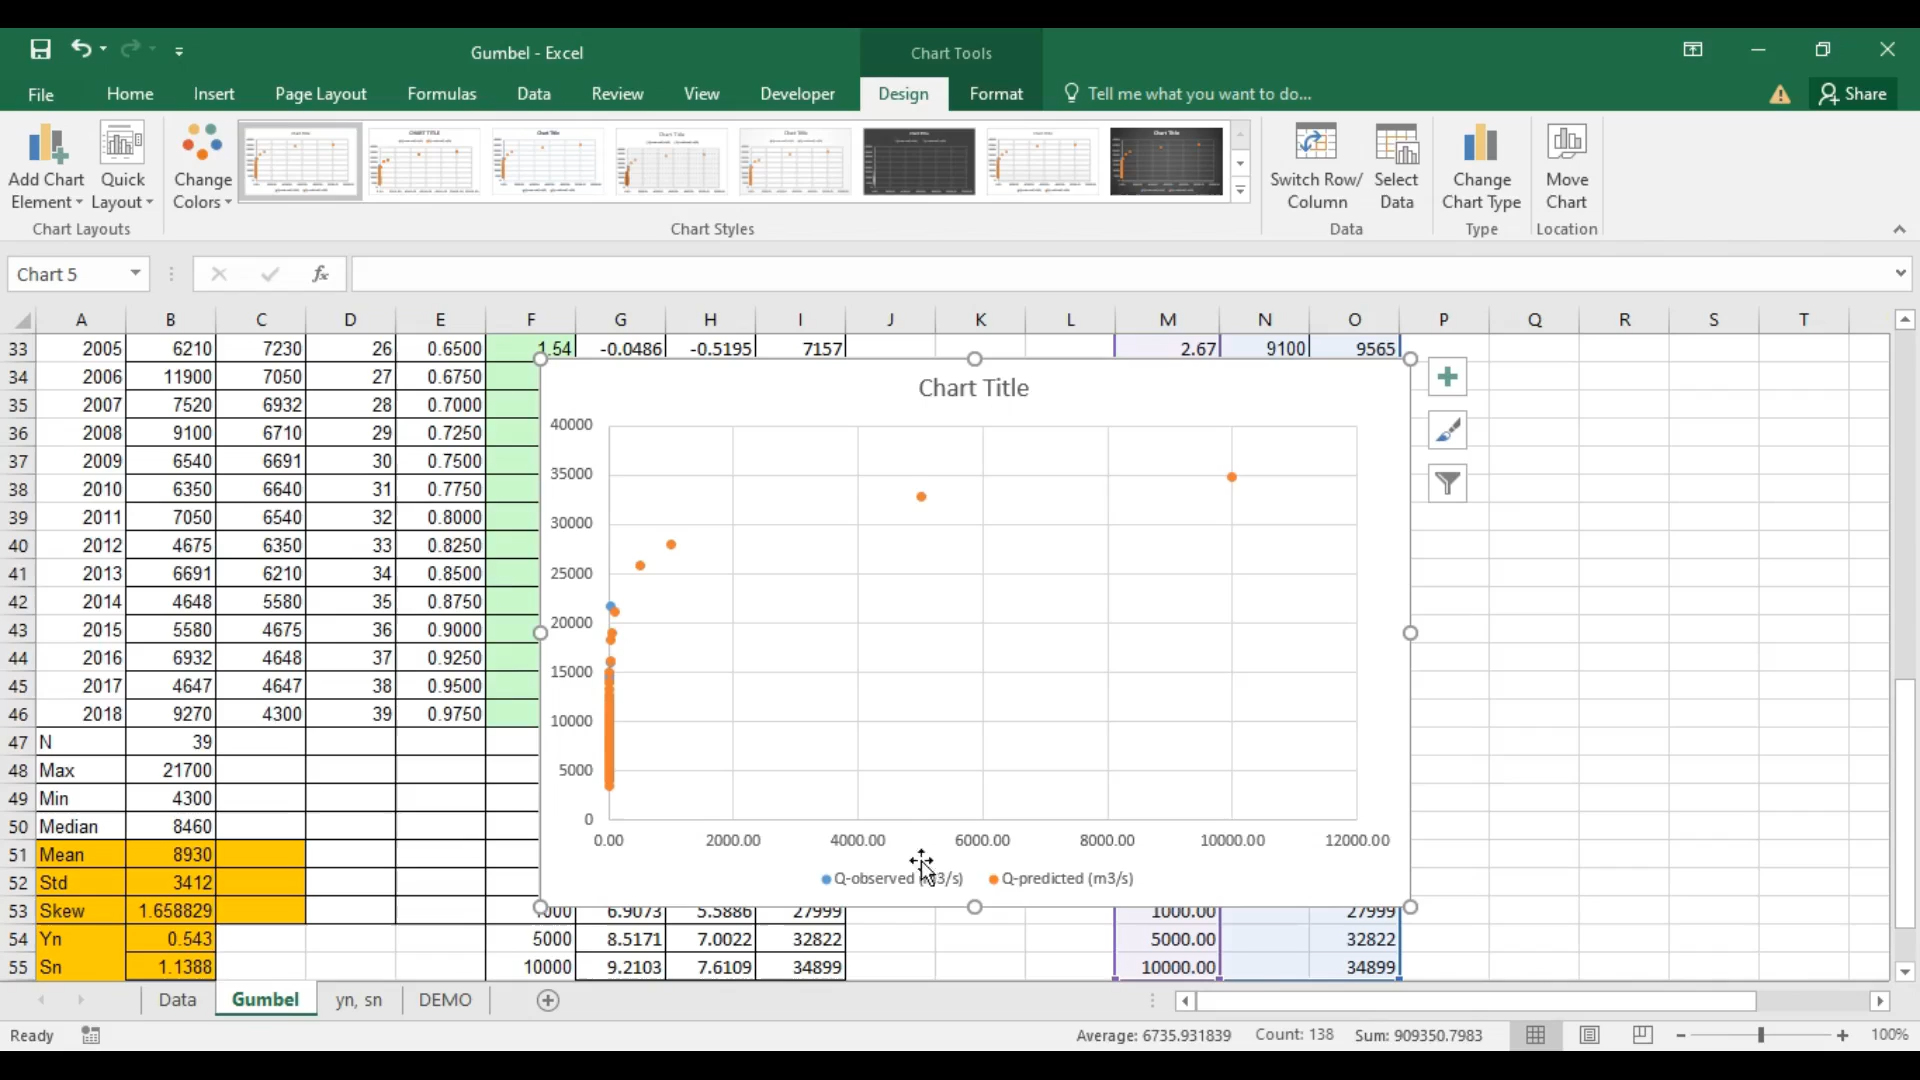 Gumbel - Excel
Chart Tools
File Home Insert Page Layout Formulas Data Review View Developer Design Format Tell me what you want to do... Share
Add Chart Element Quick Layout Change Colors Switch Row/ Column Select Data Change Chart Type Move Chart
Chart Layouts Chart Styles Data Type Location
Chart 5 fx
A B C D E F G H I J K L M N O P Q R S T
33 2005 6210 7230 26 0.6500 1.54 -0.0486 -0.5195 7157 2.67 9100 9565
34 2006 11900 7050 27 0.6750
35 2007 7520 6932 28 0.7000
36 2008 9100 6710 29 0.7250
37 2009 6540 6691 30 0.7500
38 2010 6350 6640 31 0.7750
39 2011 7050 6540 32 0.8000
40 2012 4675 6350 33 0.8250
41 2013 6691 6210 34 0.8500
42 2014 4648 5580 35 0.8750
43 2015 5580 4675 36 0.9000
44 2016 6932 4648 37 0.9250
45 2017 4647 4647 38 0.9500
46 2018 9270 4300 39 0.9750
47 N 39
48 Max 21700
49 Min 4300
50 Median 8460
51 Mean 8930
52 Std 3412
53 Skew 1.658829 1000 6.9073 5.5886 27999 1000.00 27999
54 Yn 0.543 5000 8.5171 7.0022 32822 5000.00 32822
55 Sn 1.1388 10000 9.2103 7.6109 34899 10000.00 34899
Chart Title
40000
35000
30000
25000
20000
15000
10000
5000
0
0.00 2000.00 4000.00 6000.00 8000.00 10000.00 12000.00
Q-observed (m3/s) Q-predicted (m3/s)
Data Gumbel yn, sn DEMO
Ready Average: 6735.931839 Count: 138 Sum: 909350.7983 100%